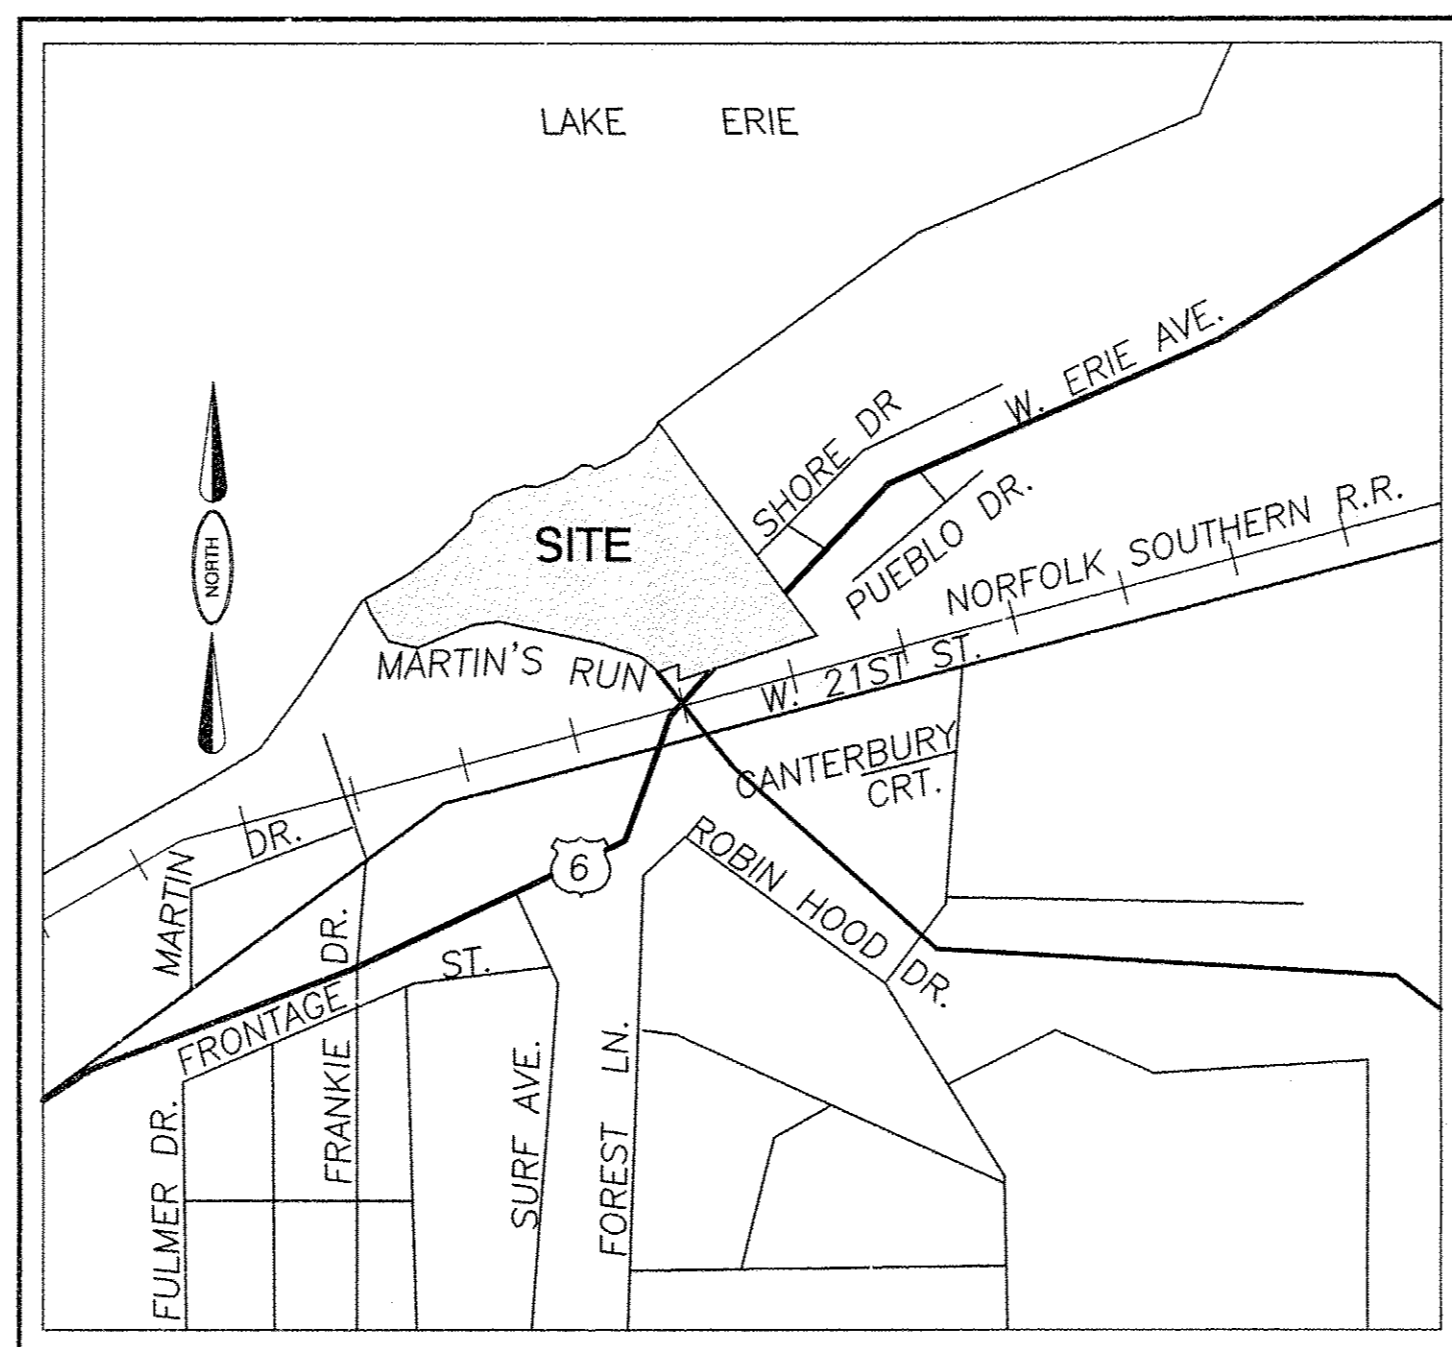 LAKE ERIE
W. ERIE AVE.
SHORE DR
PUEBLO DR.
NORFOLK SOUTHERN R.R.
SITE
NORTH
MARTIN'S RUN
W. 21ST ST.
CANTERBURY
CRT.
MARTIN DR.
6
ROBIN HOOD DR.
FRONTAGE ST.
FRANKIE DR.
FULMER DR.
SURF AVE.
FOREST LN.